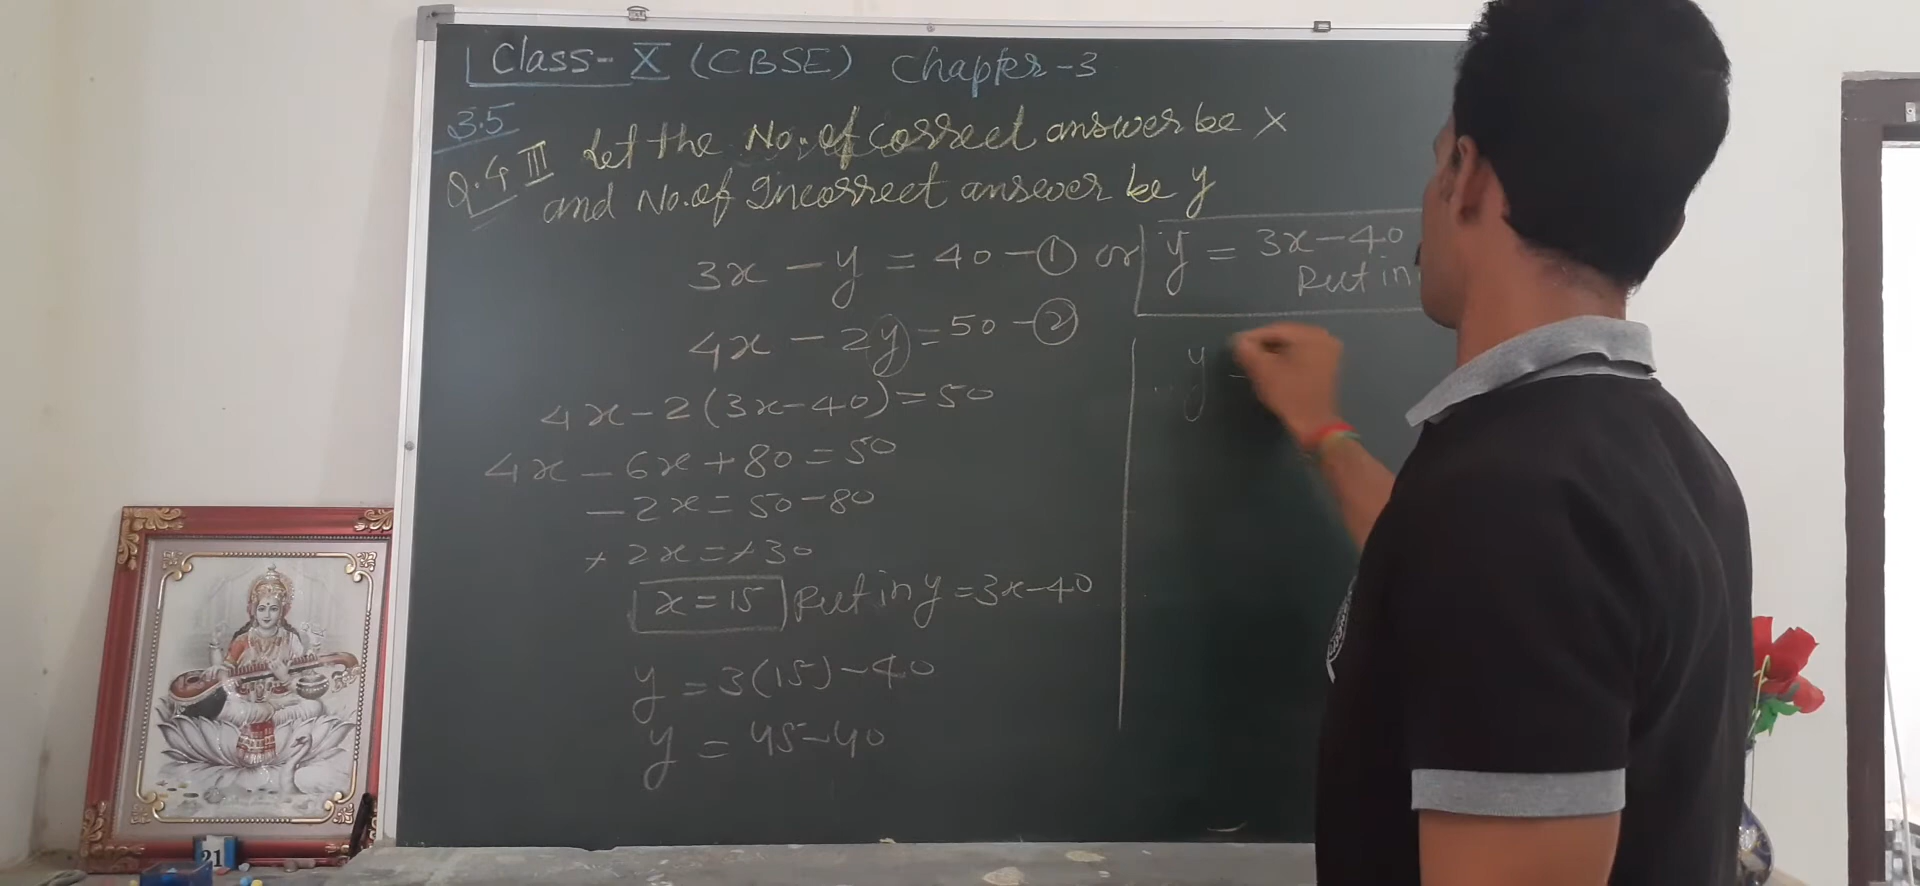 Class-X (CBSE) Chapter-3
3.5
Q.4 III Let the No. of correct answer be x
and No. of Incorrect answer be y
3x - y = 40 - ① or y = 3x - 40
Put in
4x - 2y = 50 - ②
4x - 2(3x - 40) = 50
4x - 6x + 80 = 50
- 2x = 50 - 80
+ 2x = +30
x = 15 Put in y = 3x - 40
y = 3(15) - 40
y = 45 - 40
y =
21